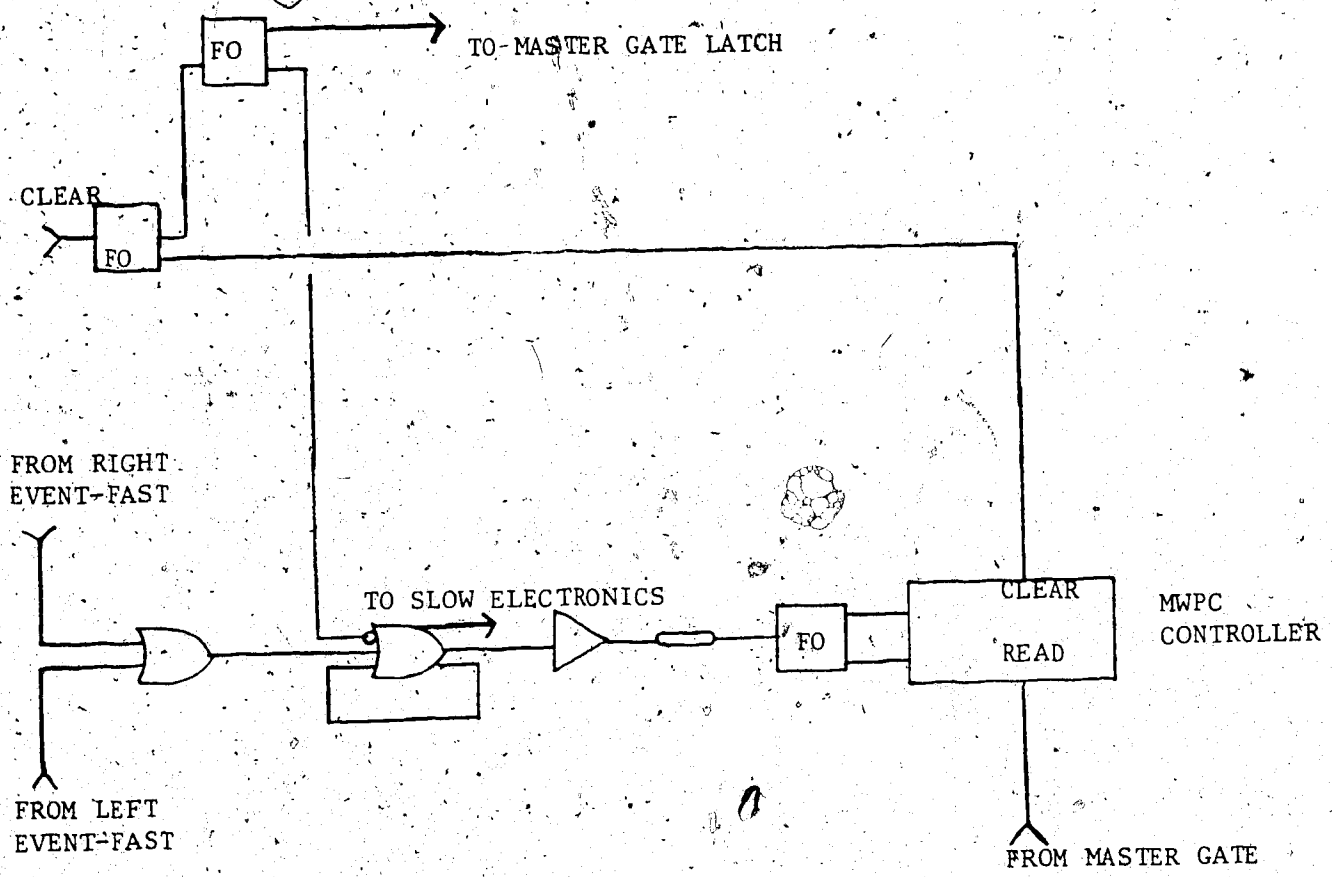 FO
TO MASTER GATE LATCH
CLEAR
FO
FROM RIGHT
EVENT-FAST
TO SLOW ELECTRONICS
CLEAR
READ
FO
MWPC
CONTROLLER
FROM LEFT
EVENT-FAST
FROM MASTER GATE